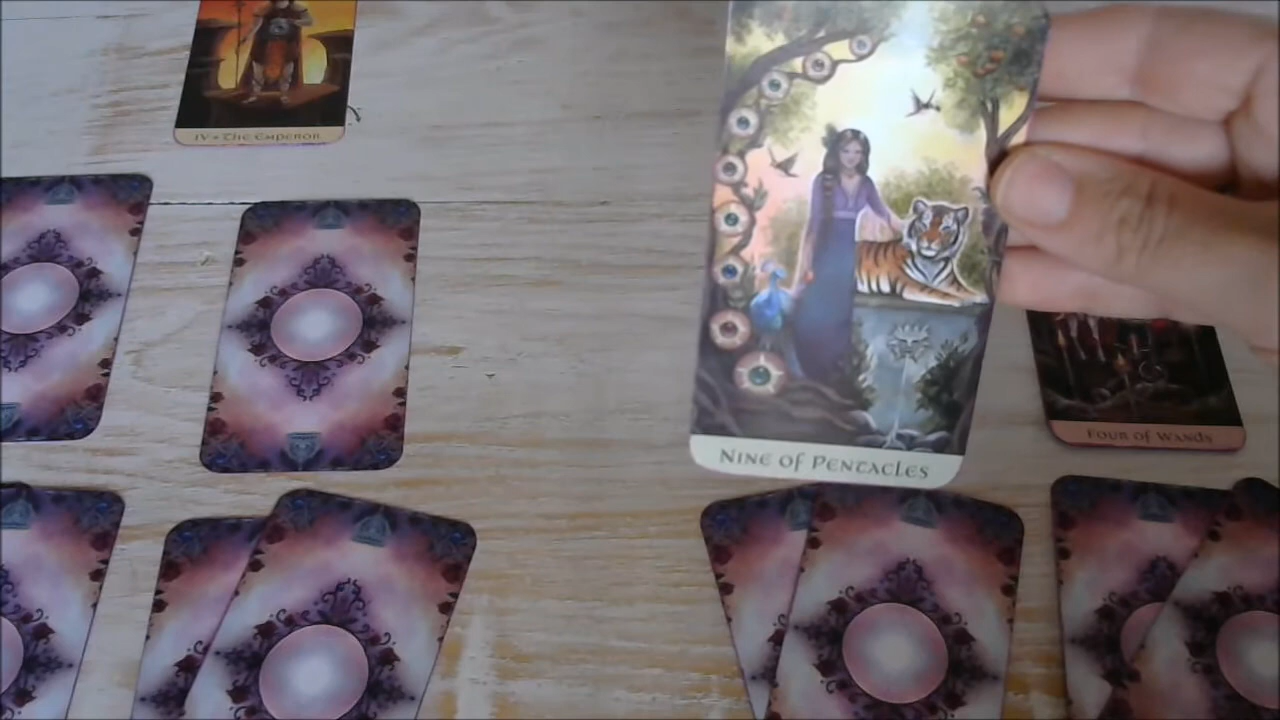 IV • The Emperor
Nine of Pentacles
Four of Wands